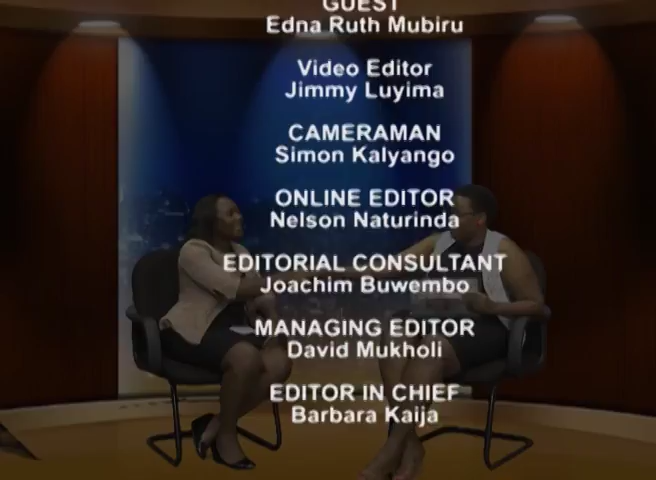 GUEST
Edna Ruth Mubiru
Video Editor
Jimmy Luyima
CAMERAMAN
Simon Kalyango
ONLINE EDITOR
Nelson Naturinda
EDITORIAL CONSULTANT
Joachim Buwembo
MANAGING EDITOR
David Mukholi
EDITOR IN CHIEF
Barbara Kaija